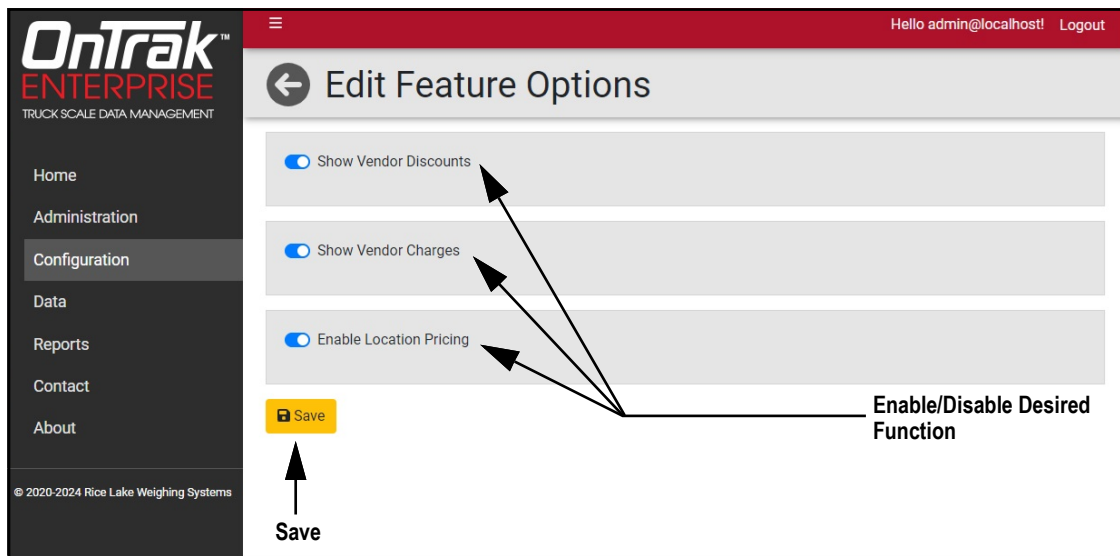 OnTrak™
ENTERPRISE
TRUCK SCALE DATA MANAGEMENT
Home
Administration
Configuration
Data
Reports
Contact
About
© 2020-2024 Rice Lake Weighing Systems
Hello admin@localhost! Logout
Edit Feature Options
Show Vendor Discounts
Show Vendor Charges
Enable Location Pricing
Save
Enable/Disable Desired
Function
Save